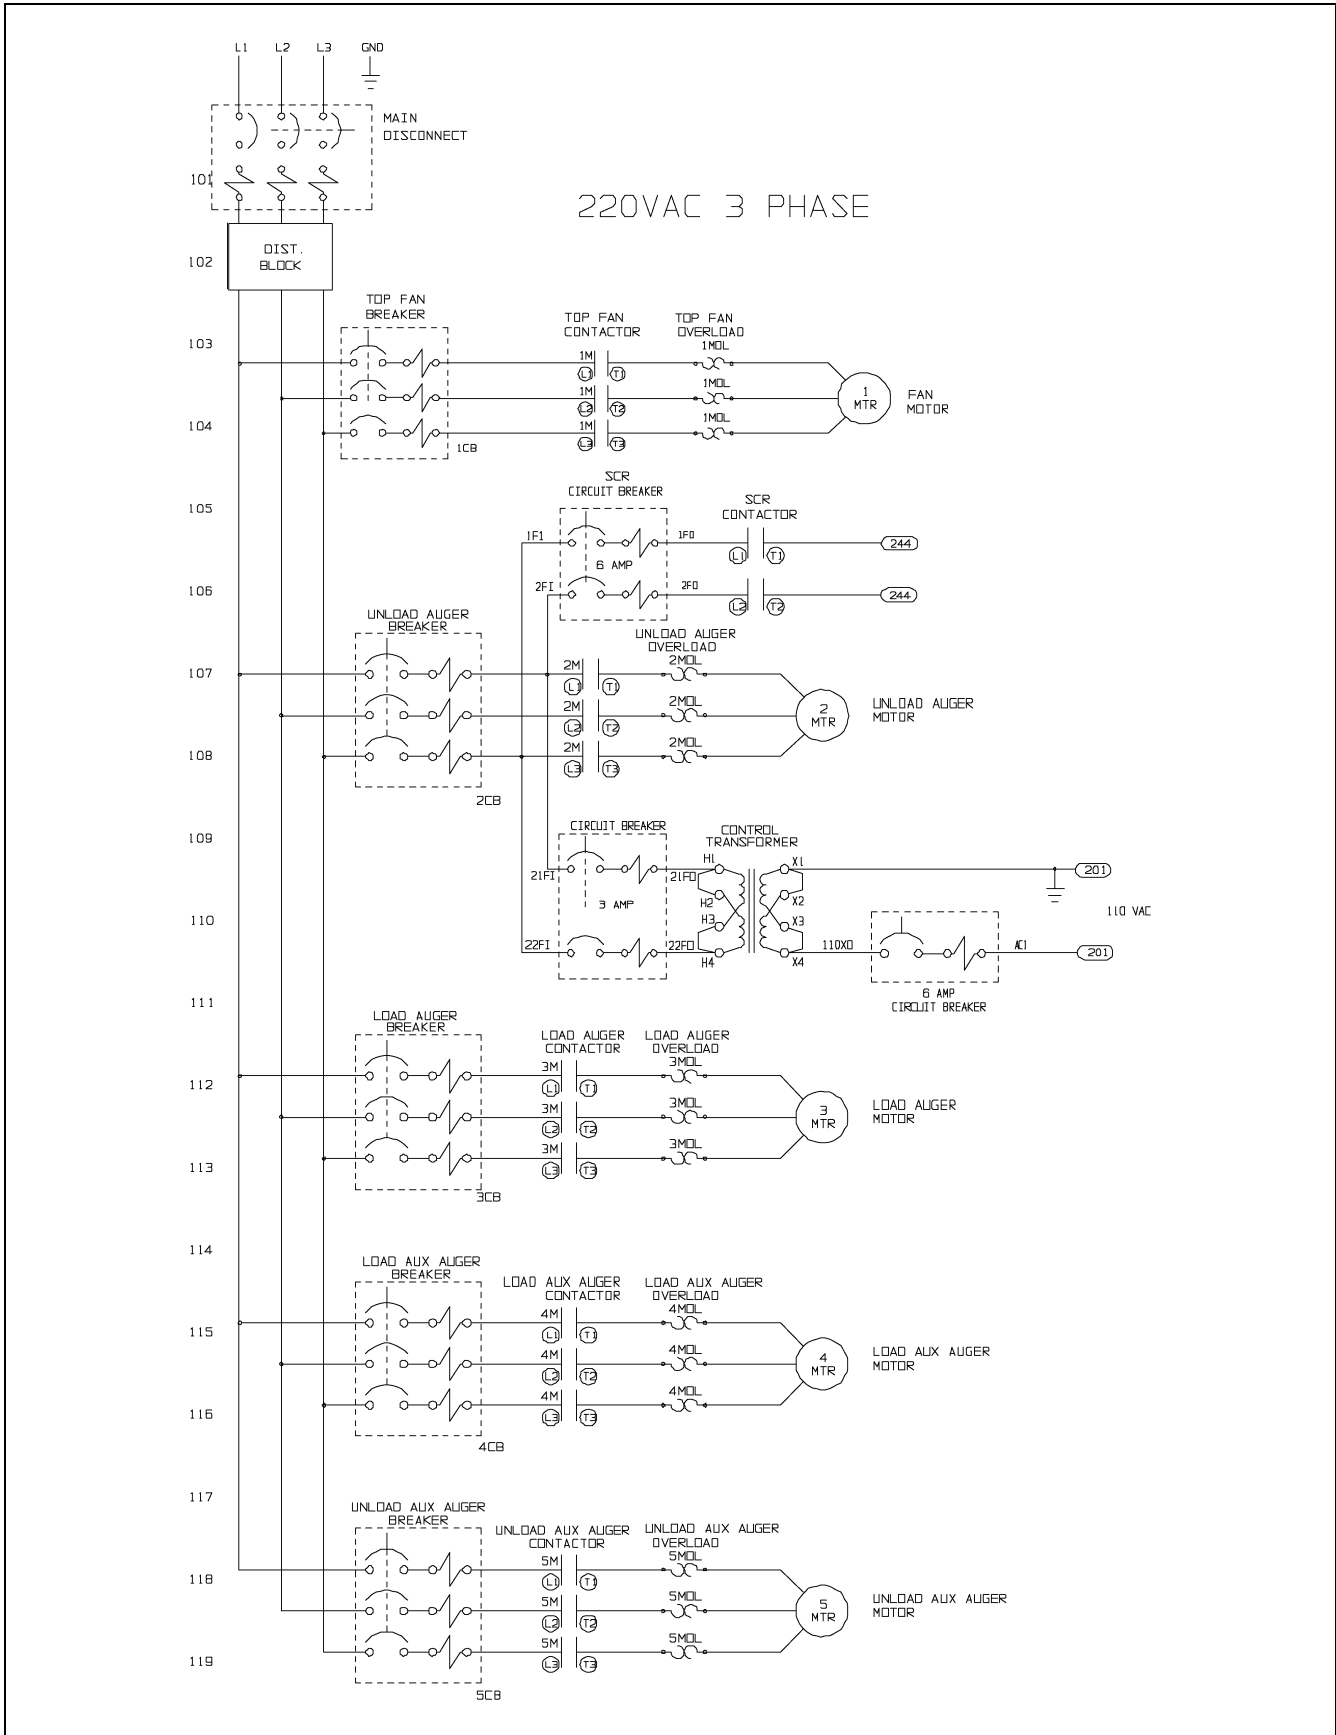 L1 L2 L3 GND
MAIN
DISCONNECT
101
220VAC 3 PHASE
102
DIST.
BLOCK
TOP FAN
BREAKER
TOP FAN
CONTACTOR
TOP FAN
OVERLOAD
103
1M
L1 T1
1MOL
1M
L2 T2
1MOL
1
MTR
FAN
MOTOR
104
1M
L3 T3
1MOL
1CB
SCR
CIRCUIT BREAKER
SCR
CONTACTOR
105
1F1
1FO
L1 T1
244
6 AMP
106
2FI
2FO
L2 T2
244
UNLOAD AUGER
BREAKER
UNLOAD AUGER
OVERLOAD
107
2M
L1 T1
2MOL
2M
L2 T2
2MOL
2
MTR
UNLOAD AUGER
MOTOR
108
2M
L3 T3
2MOL
2CB
109
CIRCUIT BREAKER
CONTROL
TRANSFORMER
21FI
21FO
H1
X1
201
3 AMP
H2
X2
110
H3
X3
110 VAC
22FI
22FO
H4
X4
110XO
AC1
201
6 AMP
CIRCUIT BREAKER
111
LOAD AUGER
BREAKER
LOAD AUGER
CONTACTOR
LOAD AUGER
OVERLOAD
112
3M
L1 T1
3MOL
3M
L2 T2
3MOL
3
MTR
LOAD AUGER
MOTOR
113
3M
L3 T3
3MOL
3CB
114
LOAD AUX AUGER
BREAKER
LOAD AUX AUGER
CONTACTOR
LOAD AUX AUGER
OVERLOAD
115
4M
L1 T1
4MOL
4M
L2 T2
4MOL
4
MTR
LOAD AUX AUGER
MOTOR
116
4M
L3 T3
4MOL
4CB
117
UNLOAD AUX AUGER
BREAKER
UNLOAD AUX AUGER
CONTACTOR
UNLOAD AUX AUGER
OVERLOAD
118
5M
L1 T1
5MOL
5M
L2 T2
5MOL
5
MTR
UNLOAD AUX AUGER
MOTOR
119
5M
L3 T3
5MOL
5CB